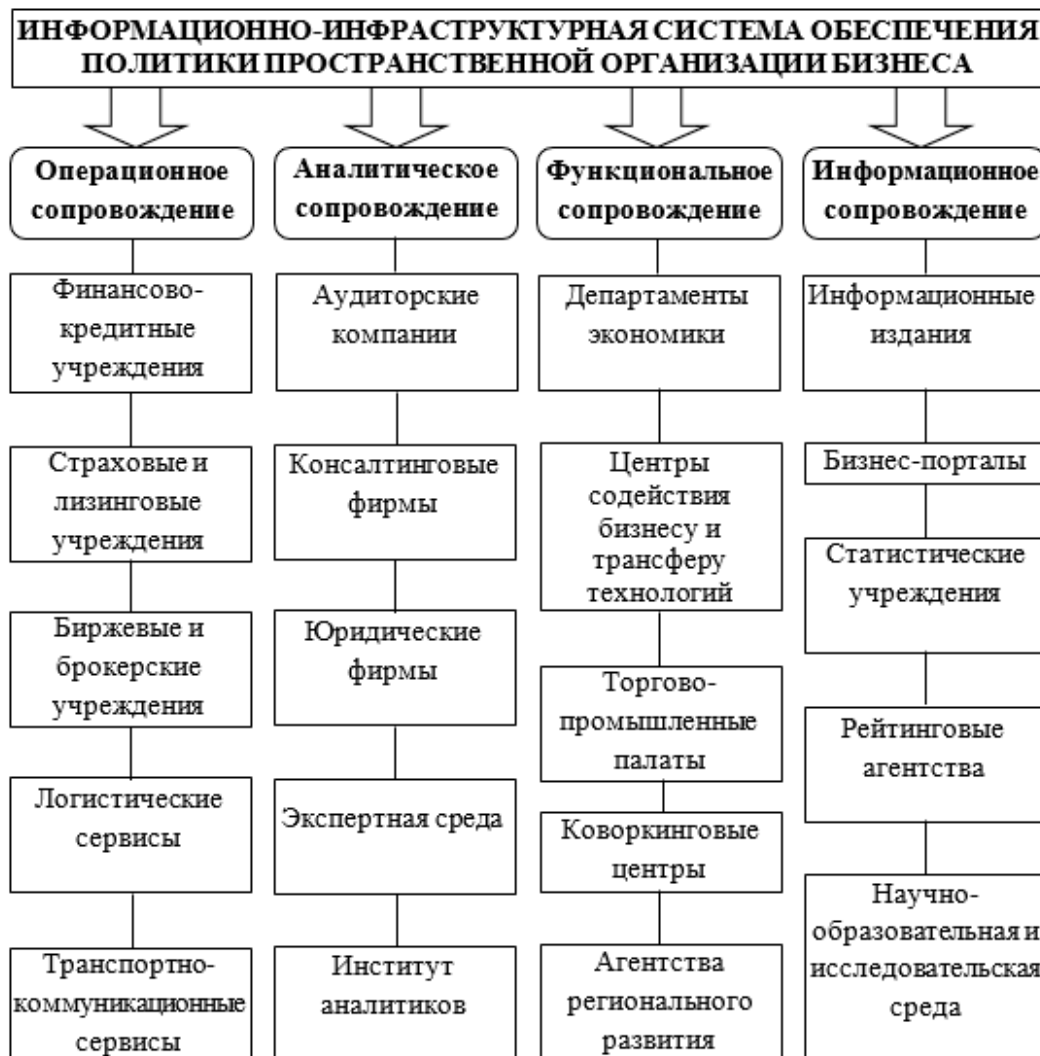 ИНФОРМАЦИОННО-ИНФРАСТРУКТУРНАЯ СИСТЕМА ОБЕСПЕЧЕНИЯ
ПОЛИТИКИ ПРОСТРАНСТВЕННОЙ ОРГАНИЗАЦИИ БИЗНЕСА
Операционное
сопровождение
Финансово-
кредитные
учреждения
Страховые и
лизинговые
учреждения
Биржевые и
брокерские
учреждения
Логистические
сервисы
Транспортно-
коммуникационные
сервисы
Аналитическое
сопровождение
Аудиторские
компании
Консалтинговые
фирмы
Юридические
фирмы
Экспертная среда
Институт
аналитиков
Функциональное
сопровождение
Департаменты
экономики
Центры
содействия
бизнесу и
трансферу
технологий
Торгово-
промышленные
палаты
Коворкинговые
центры
Агентства
регионального
развития
Информационное
сопровождение
Информационные
издания
Бизнес-порталы
Статистические
учреждения
Рейтинговые
агентства
Научно-
образовательная и
исследовательская
среда